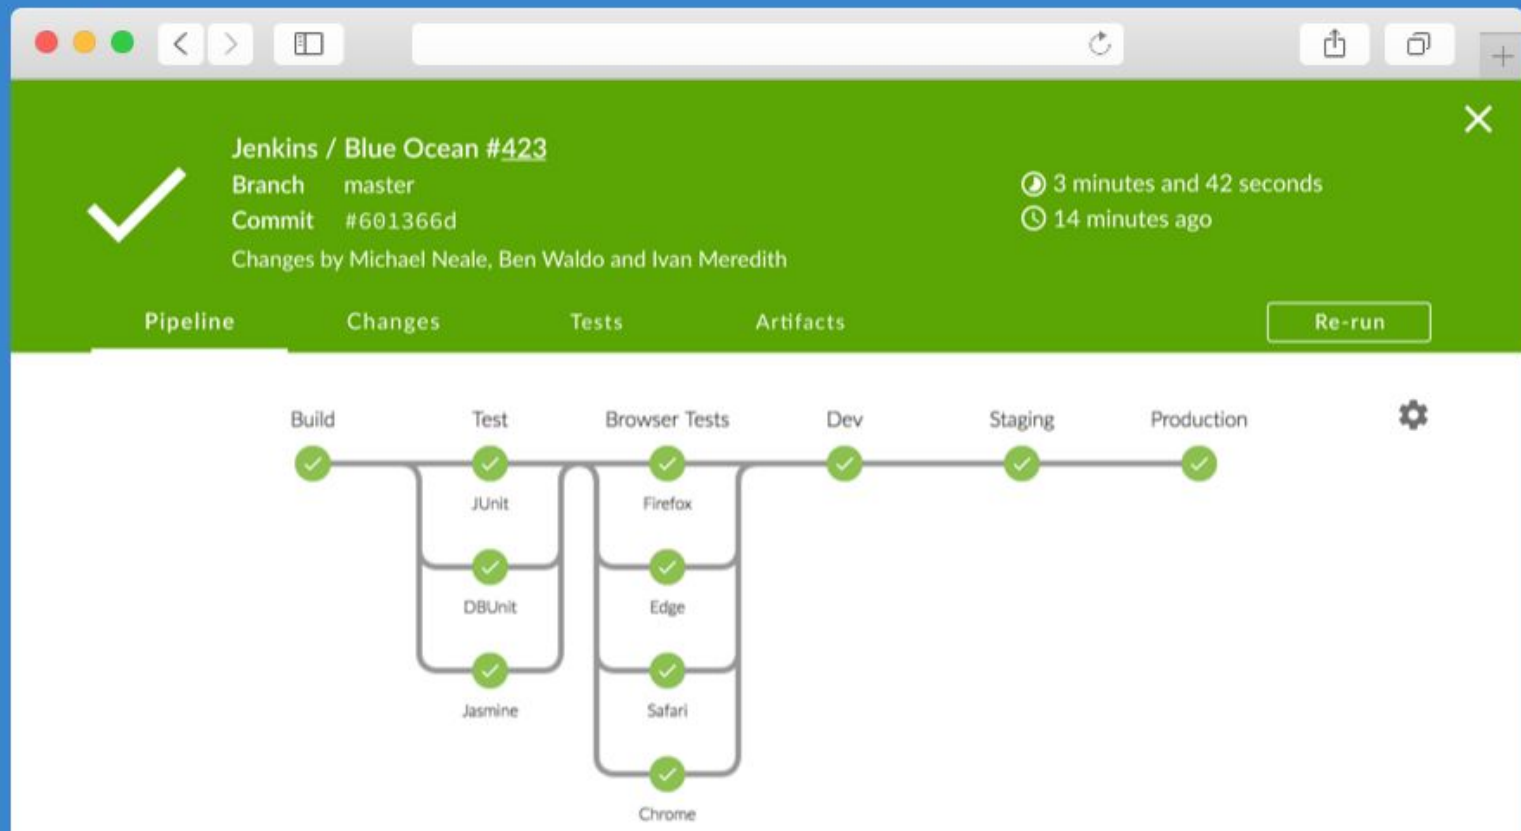 Jenkins / Blue Ocean #423
Branch master
Commit #601366d
Changes by Michael Neale, Ben Waldo and Ivan Meredith
3 minutes and 42 seconds
14 minutes ago
Pipeline Changes Tests Artifacts Re-run
Build Test Browser Tests Dev Staging Production
JUnit Firefox
DBUnit Edge
Jasmine Safari
Chrome